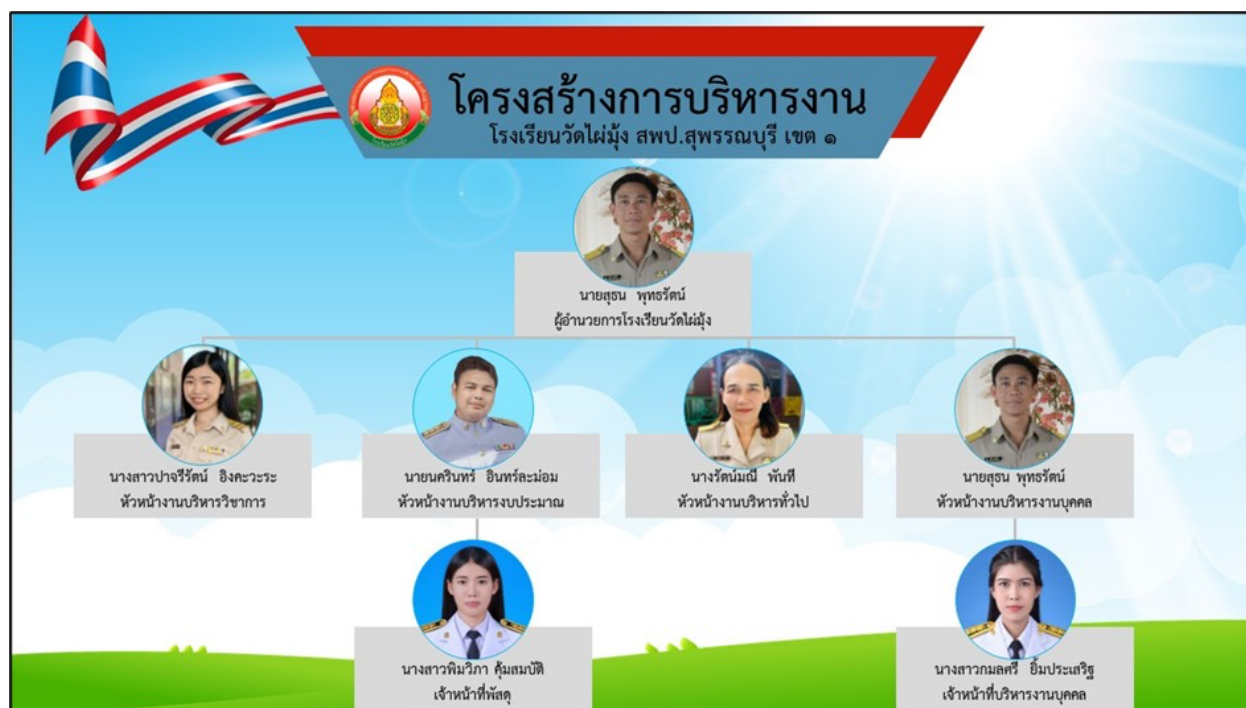 โครงสร้างการบริหารงาน
โรงเรียนวัดไผ่มุ้ง สพป.สุพรรณบุรี เขต ๑
นายสุธน พุทธรัตน์
ผู้อำนวยการโรงเรียนวัดไผ่มุ้ง
นางสาวปาจรีรัตน์ อิงคะวะระ
หัวหน้างานบริหารวิชาการ
นายนครินทร์ อินทร์ละม่อม
หัวหน้างานบริหารงบประมาณ
นางรัตน์มณี พันที
หัวหน้างานบริหารทั่วไป
นายสุธน พุทธรัตน์
หัวหน้างานบริหารงานบุคคล
นางสาวพิมวิภา คุ้มสมบัติ
เจ้าหน้าที่พัสดุ
นางสาวกมลศรี ยิ้มประเสริฐ
เจ้าหน้าที่บริหารงานบุคคล